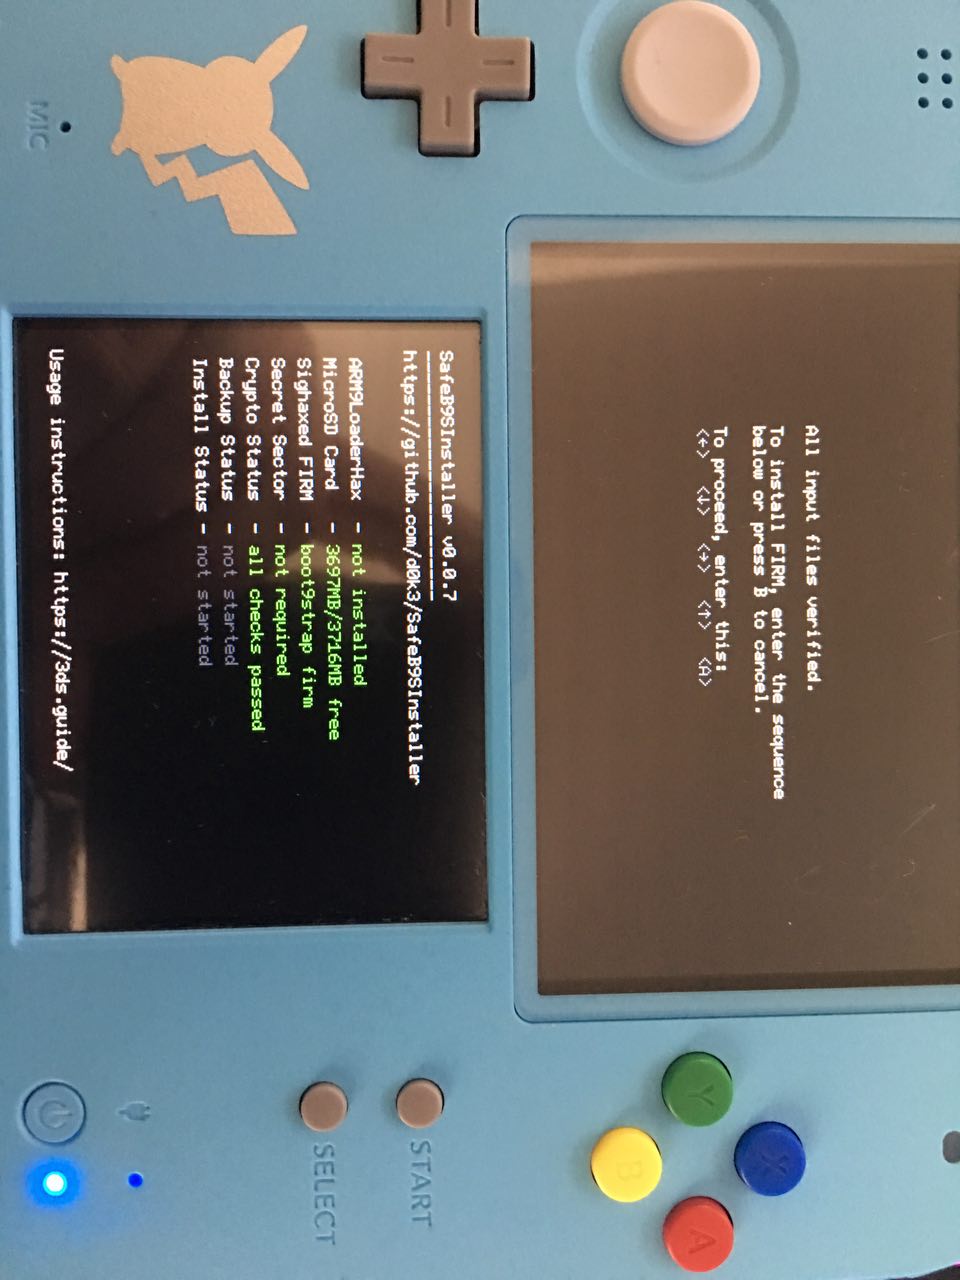 All input files verified.
To install FIRM, enter the sequence
below or press B to cancel.
To proceed, enter this:
<←> <↓> <→> <↑> <A>
SafeB9SInstaller v0.0.7
-----------------------
https://github.com/d0k3/SafeB9SInstaller
ARM9LoaderHax - not installed
MicroSD Card - 3697MB/3716MB free
Sighaxed FIRM - boot9strap firm
Secret Sector - not required
Crypto Status - all checks passed
Backup Status - not started
Install Status - not started
Usage instructions: https://3ds.guide/
MIC
START
SELECT
X
Y
A
B